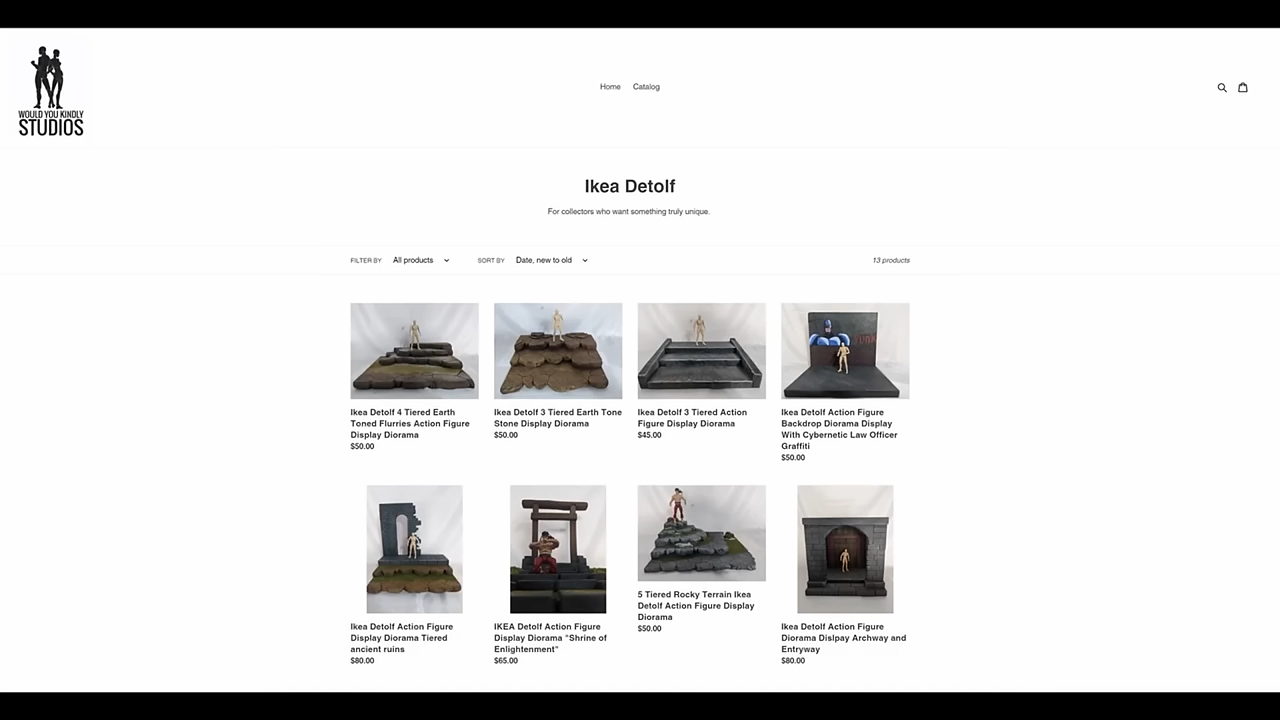 WOULD YOU KINDLY
STUDIOS
Home Catalog
Ikea Detolf
For collectors who want something truly unique.
FILTER BY All products SORT BY Date, new to old 13 products
Ikea Detolf 4 Tiered Earth
Toned Flurries Action Figure
Display Diorama
$50.00
Ikea Detolf 3 Tiered Earth Tone
Stone Display Diorama
$50.00
Ikea Detolf 3 Tiered Action
Figure Display Diorama
$45.00
Ikea Detolf Action Figure
Backdrop Diorama Display
With Cybernetic Law Officer
Graffiti
$50.00
Ikea Detolf Action Figure
Display Diorama Tiered
ancient ruins
$80.00
IKEA Detolf Action Figure
Display Diorama "Shrine of
Enlightenment"
$65.00
5 Tiered Rocky Terrain Ikea
Detolf Action Figure Display
Diorama
$50.00
Ikea Detolf Action Figure
Diorama Dislpay Archway and
Entryway
$80.00